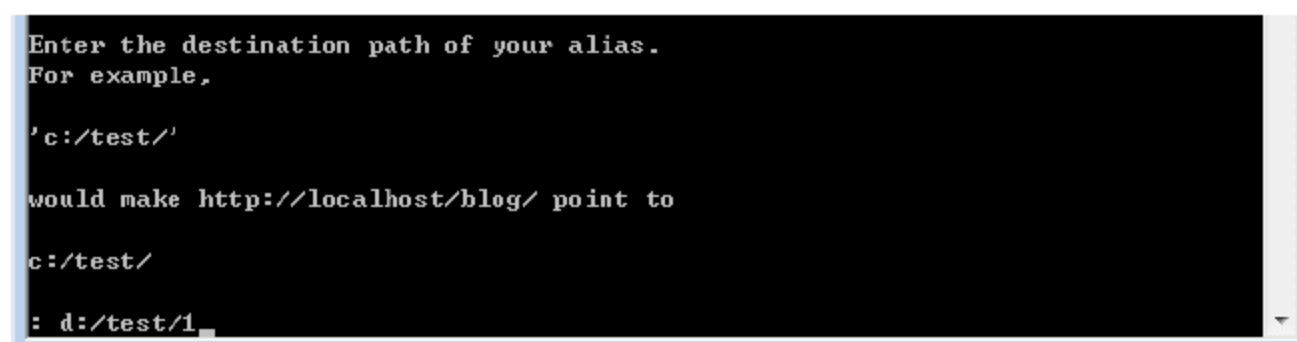 Enter the destination path of your alias.
For example,
'c:/test/'
would make http://localhost/blog/ point to
c:/test/
: d:/test/1_